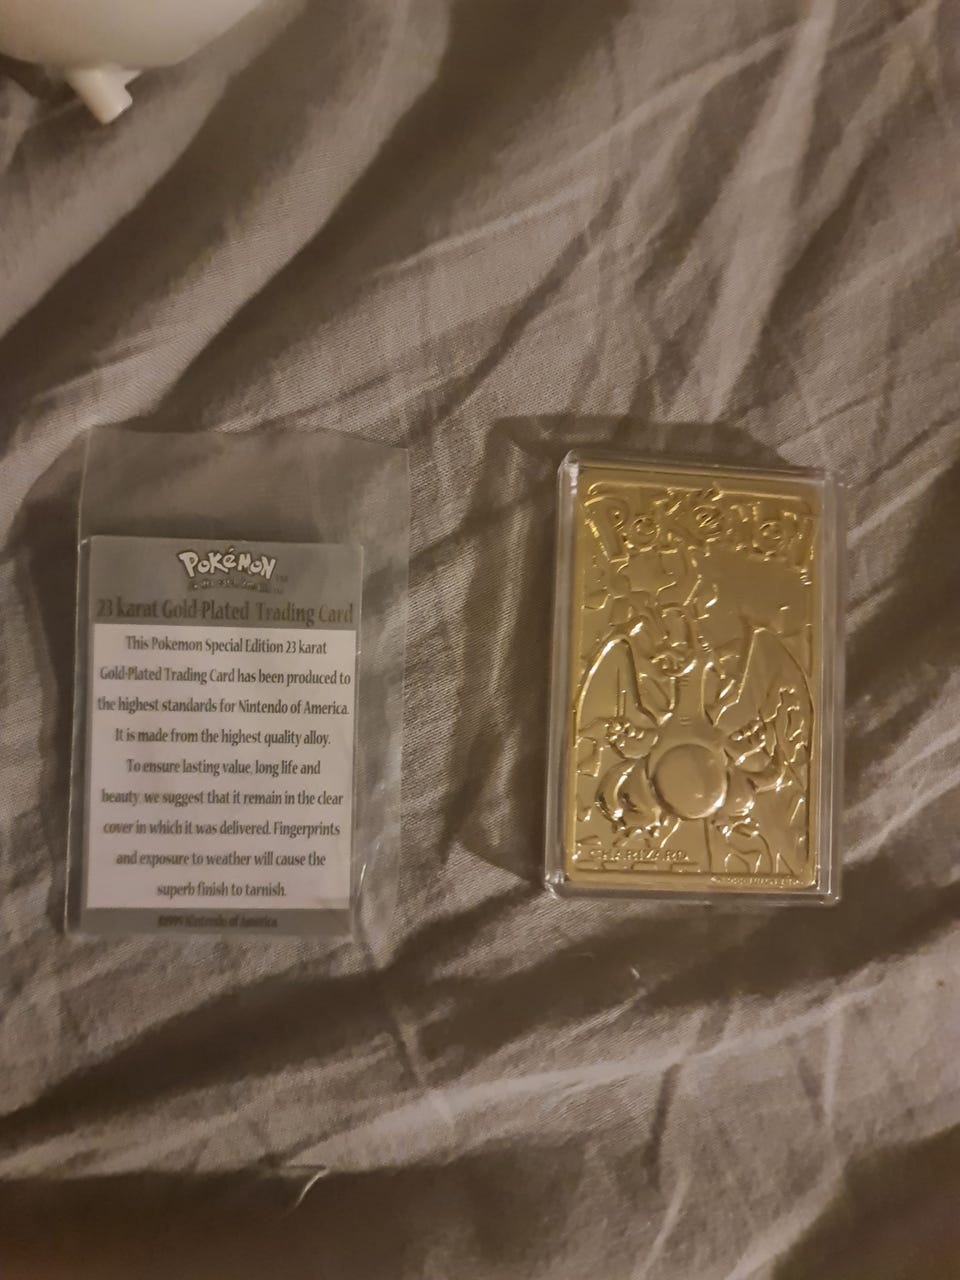 POKéMON
23 karat Gold-Plated Trading Card
This Pokemon Special Edition 23 karat
Gold-Plated Trading Card has been produced to
the highest standards for Nintendo of America.
It is made from the highest quality alloy.
To ensure lasting value, long life and
beauty, we suggest that it remain in the clear
cover in which it was delivered. Fingerprints
and exposure to weather will cause the
superb finish to tarnish.
©1999 Nintendo of America
POKéMON
CHARIZARD